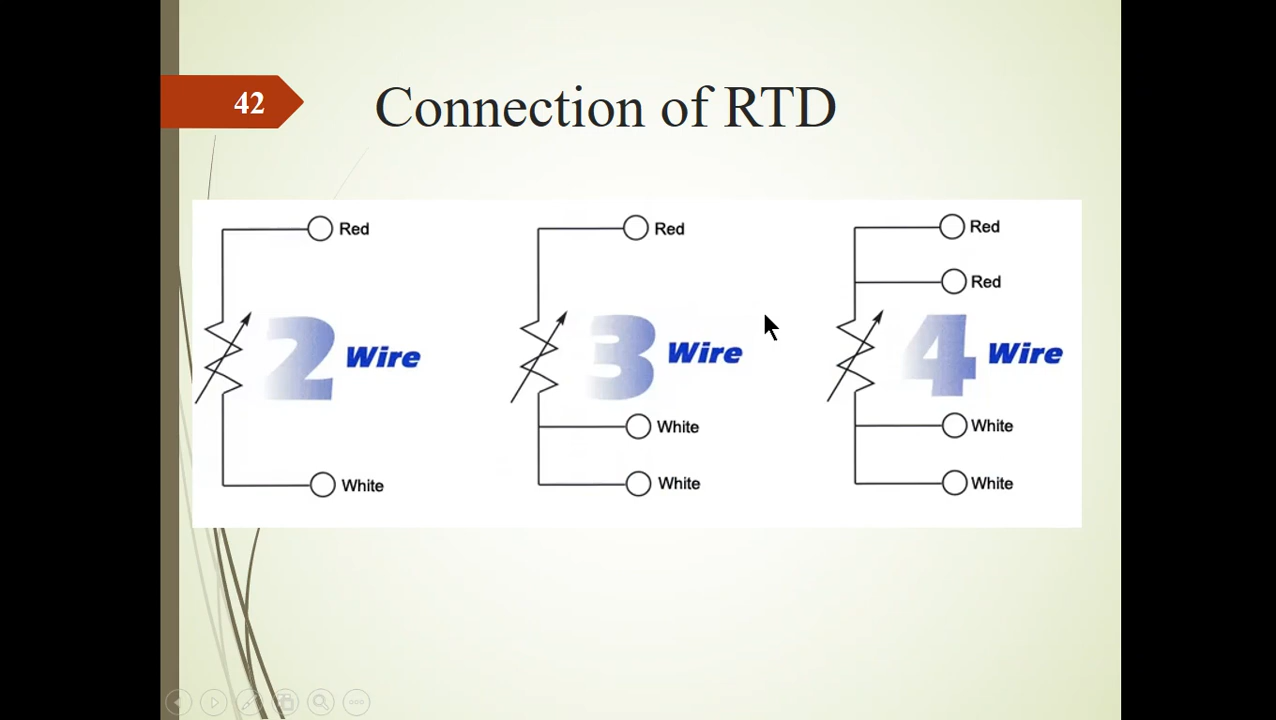 42
Connection of RTD
Red
2 Wire
White
Red
3 Wire
White
White
Red
Red
4 Wire
White
White